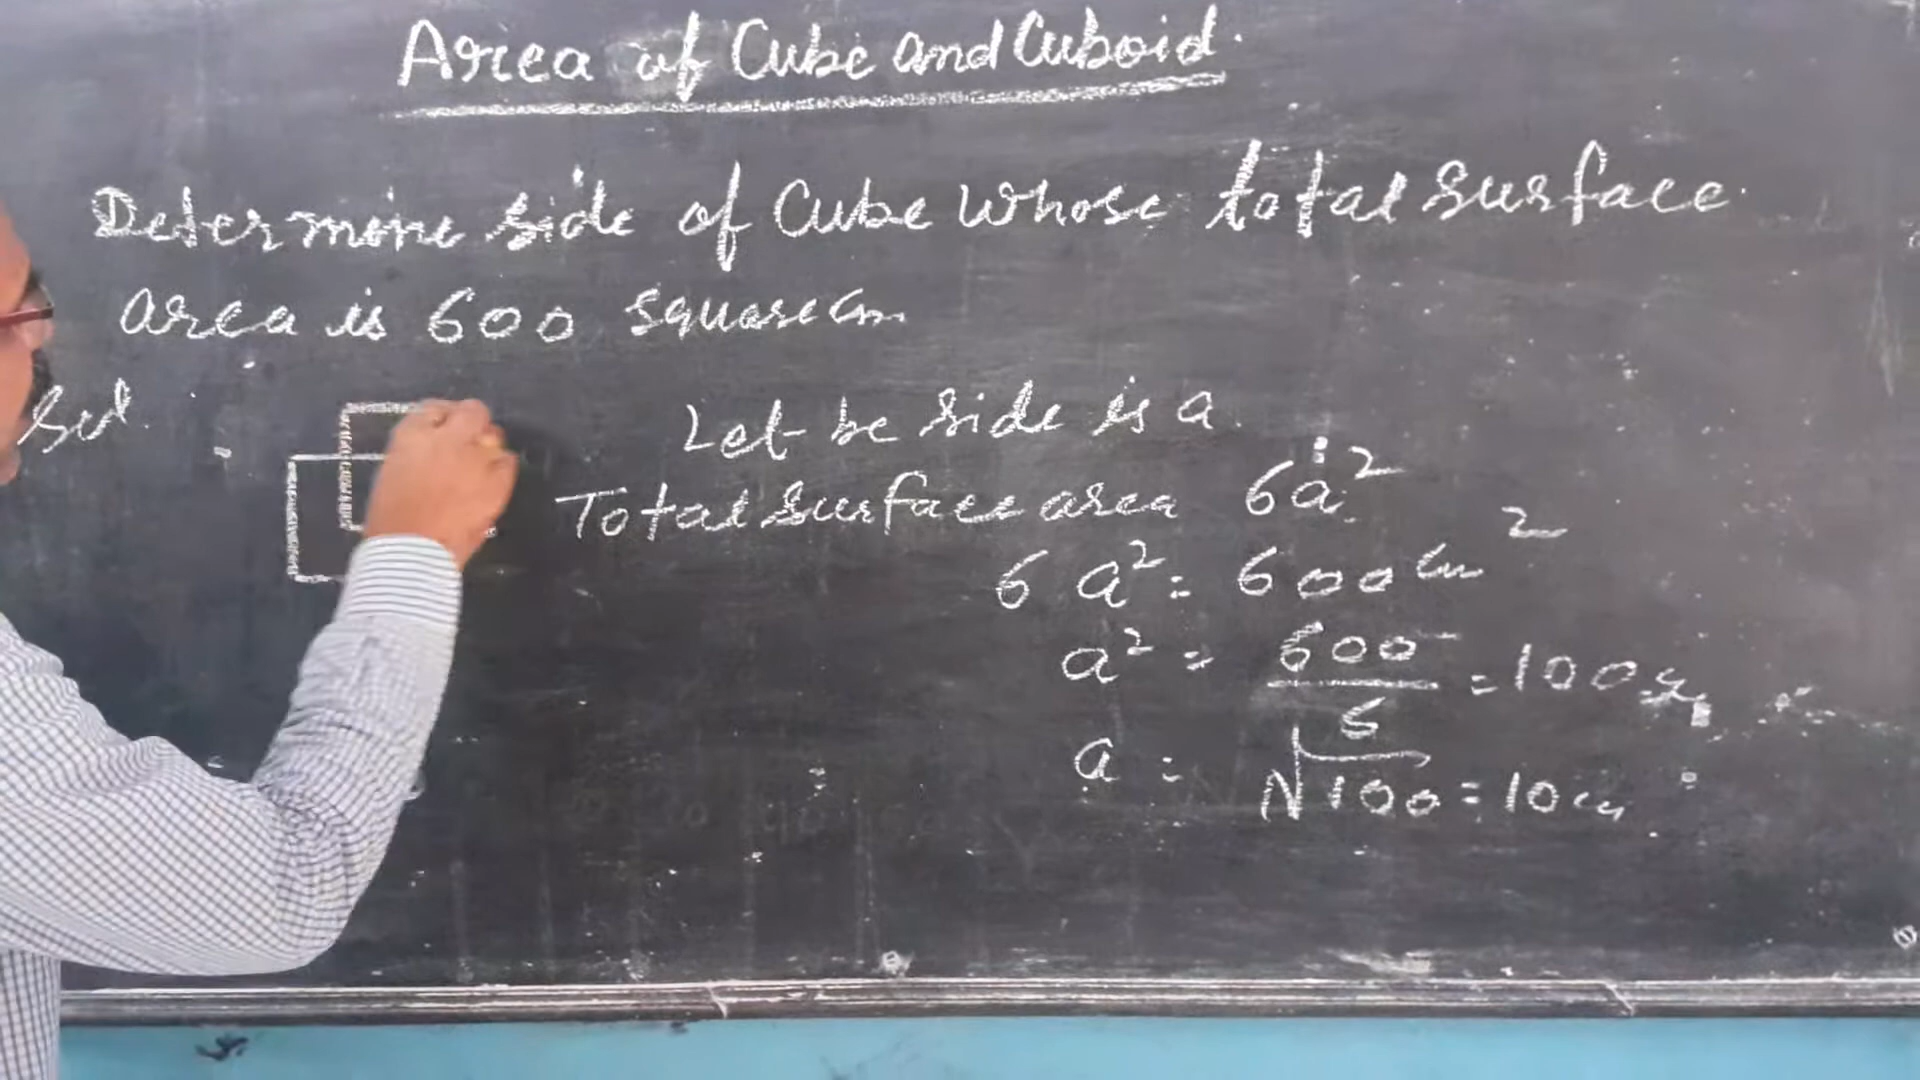 Area of Cube and Cuboid.
Determine side of Cube whose total surface
area is 600 square cm.
Sol.
Let be side is a.
Total surface area 6a²
6a² = 600 cm²
a² = 600/6 = 100
a = √100 = 10 cm